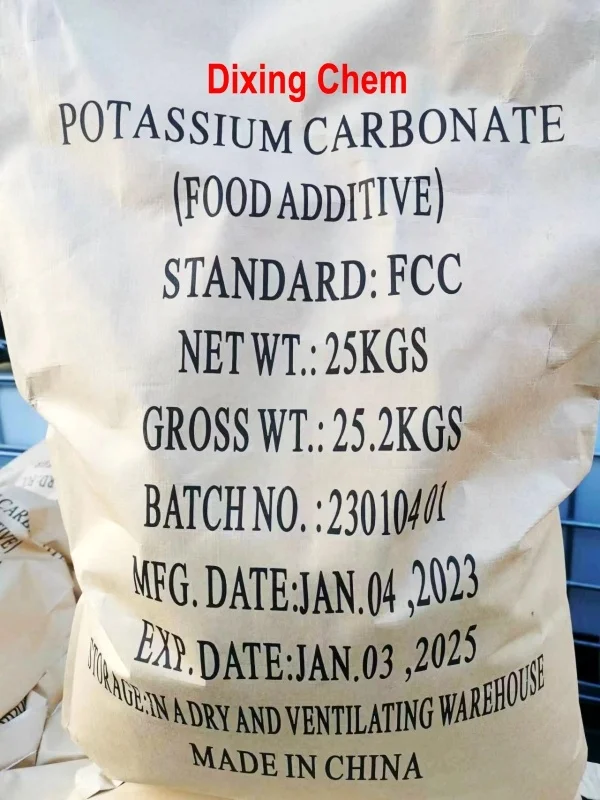 Dixing Chem
POTASSIUM CARBONATE
(FOOD ADDITIVE)
STANDARD: FCC
NET WT.: 25KGS
GROSS WT.: 25.2KGS
BATCH NO. :23010401
MFG. DATE:JAN.04 ,2023
EXP.DATE:JAN.03 ,2025
STORAGE:IN A DRY AND VENTILATING WAREHOUSE
MADE IN CHINA